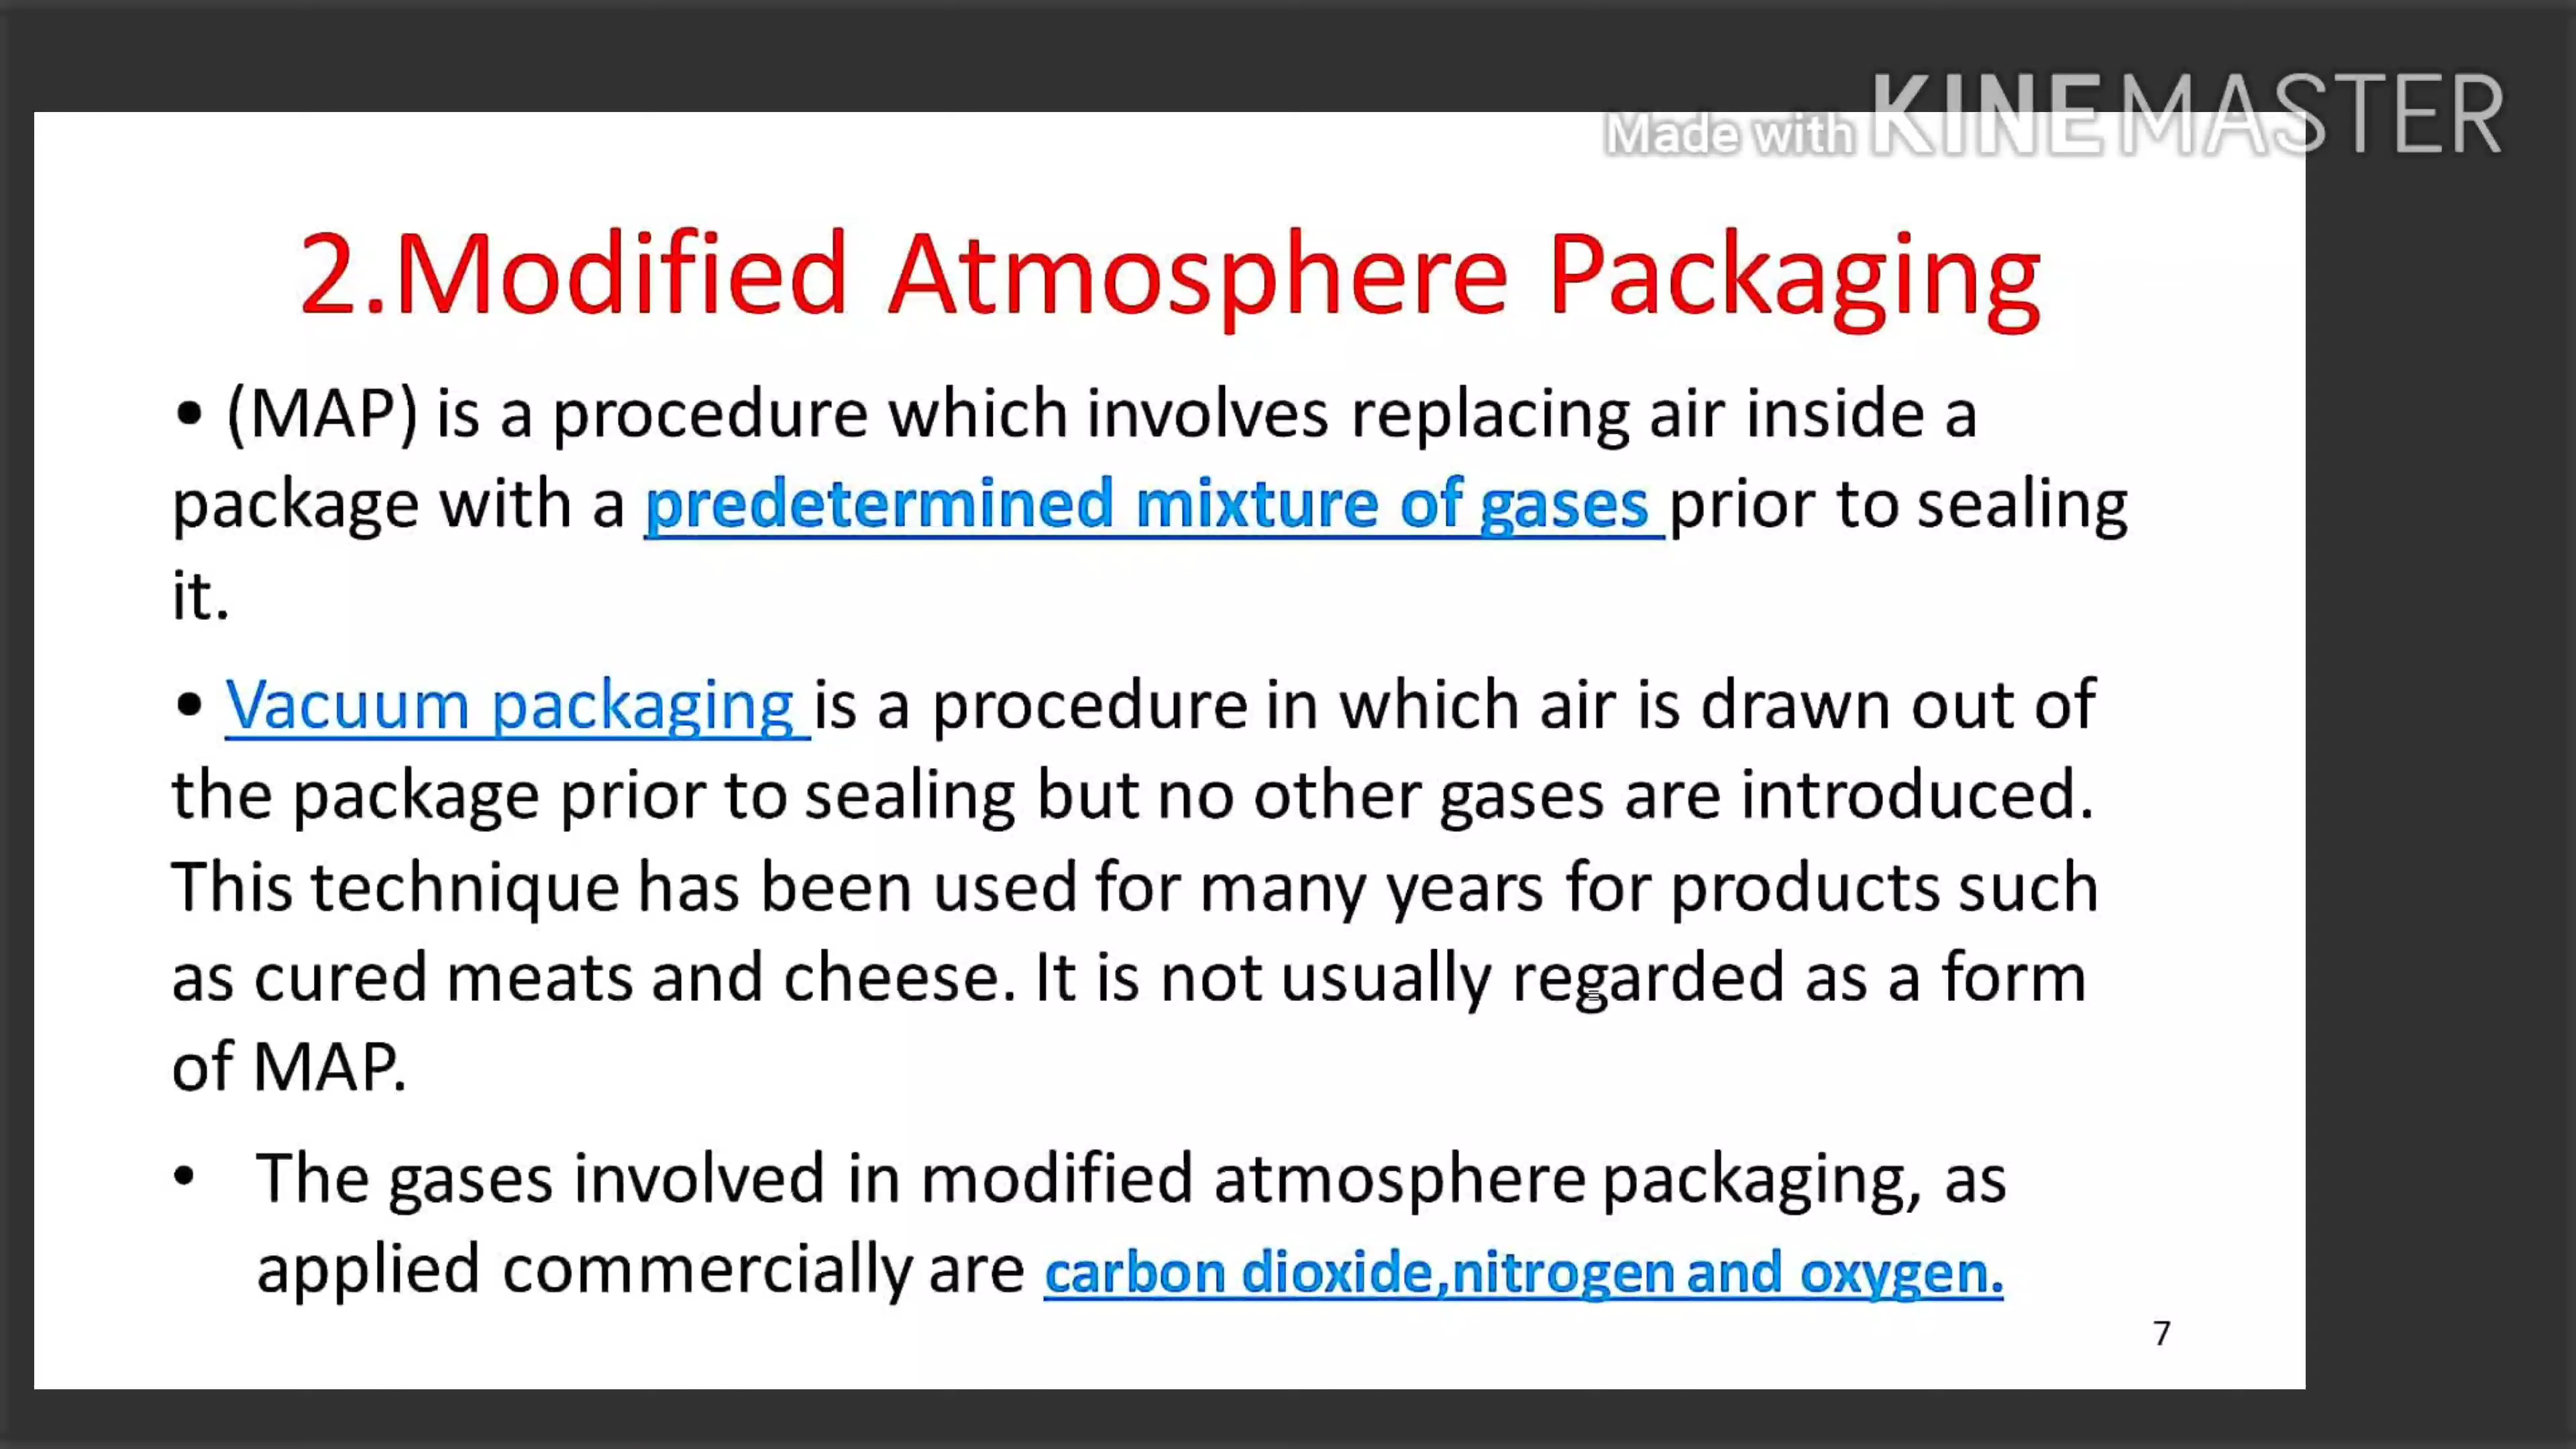 Made with KINEMASTER
2.Modified Atmosphere Packaging
• (MAP) is a procedure which involves replacing air inside a
package with a predetermined mixture of gases prior to sealing
it.
• Vacuum packaging is a procedure in which air is drawn out of
the package prior to sealing but no other gases are introduced.
This technique has been used for many years for products such
as cured meats and cheese. It is not usually regarded as a form
of MAP.
• The gases involved in modified atmosphere packaging, as
applied commercially are carbon dioxide,nitrogen and oxygen.
7